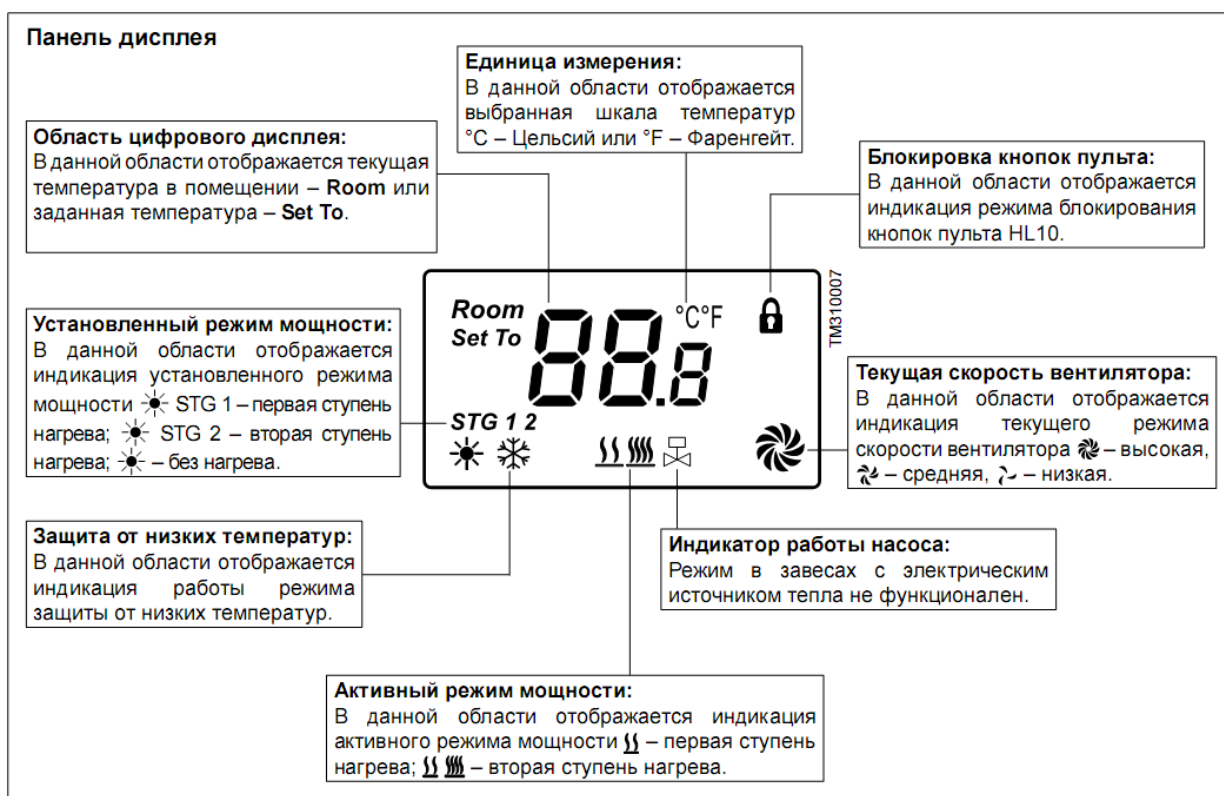 Панель дисплея
Единица измерения:
В данной области отображается
выбранная шкала температур
°C – Цельсий или °F – Фаренгейт.
Область цифрового дисплея:
В данной области отображается текущая
температура в помещении – Room или
заданная температура – Set To.
Блокировка кнопок пульта:
В данной области отображается
индикация режима блокирования
кнопок пульта HL10.
Room
Set To
88.8
°C°F
STG 1 2
TM310007
Установленный режим мощности:
В данной области отображается
индикация установленного режима
мощности STG 1 – первая ступень
нагрева; STG 2 – вторая ступень
нагрева; – без нагрева.
Текущая скорость вентилятора:
В данной области отображается
индикация текущего режима
скорости вентилятора – высокая,
– средняя, – низкая.
Защита от низких температур:
В данной области отображается
индикация работы режима
защиты от низких температур.
Индикатор работы насоса:
Режим в завесах с электрическим
источником тепла не функционален.
Активный режим мощности:
В данной области отображается индикация
активного режима мощности – первая ступень
нагрева; – вторая ступень нагрева.